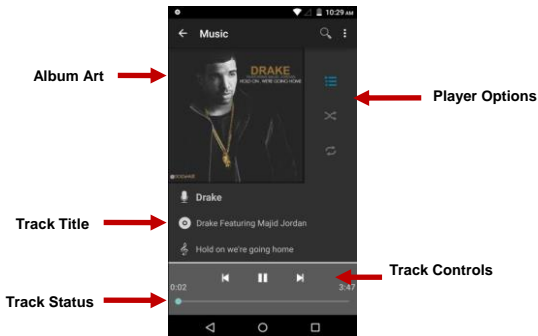 10:29 AM
Music
Album Art
DRAKE
HOLD ON, WE'RE GOING HOME
Player Options
Drake
Track Title
Drake Featuring Majid Jordan
Hold on we're going home
Track Controls
0:02
3:47
Track Status